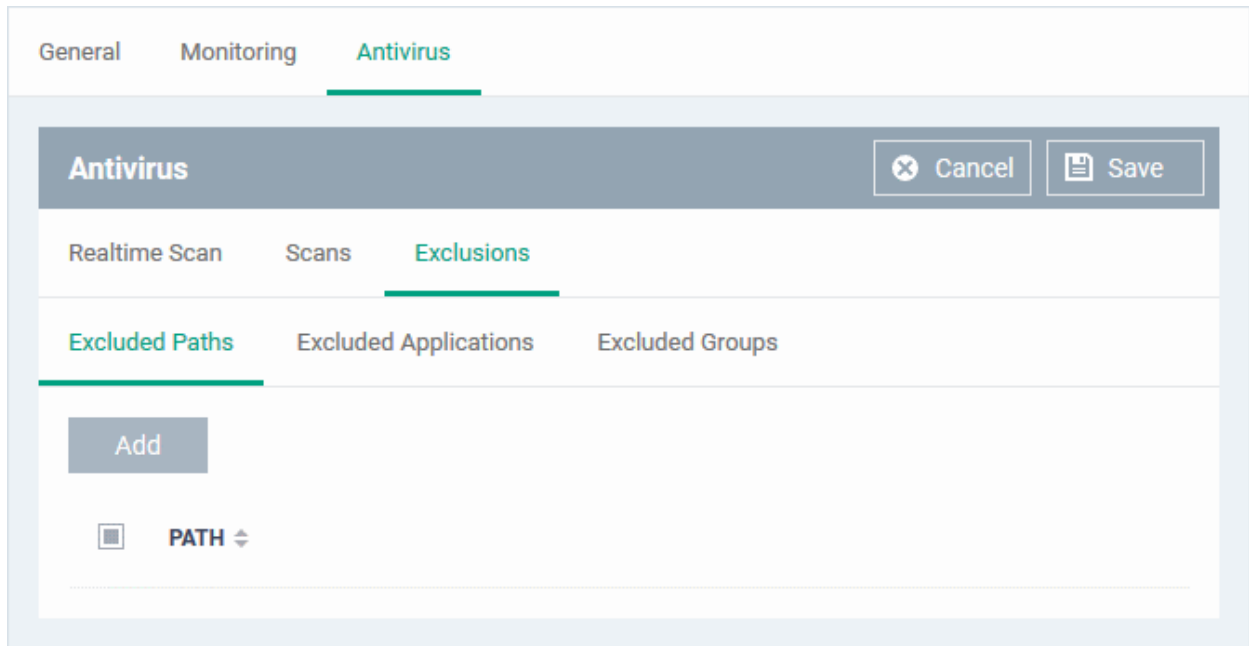 General Monitoring Antivirus
Antivirus Cancel Save
Realtime Scan Scans Exclusions
Excluded Paths Excluded Applications Excluded Groups
Add
PATH